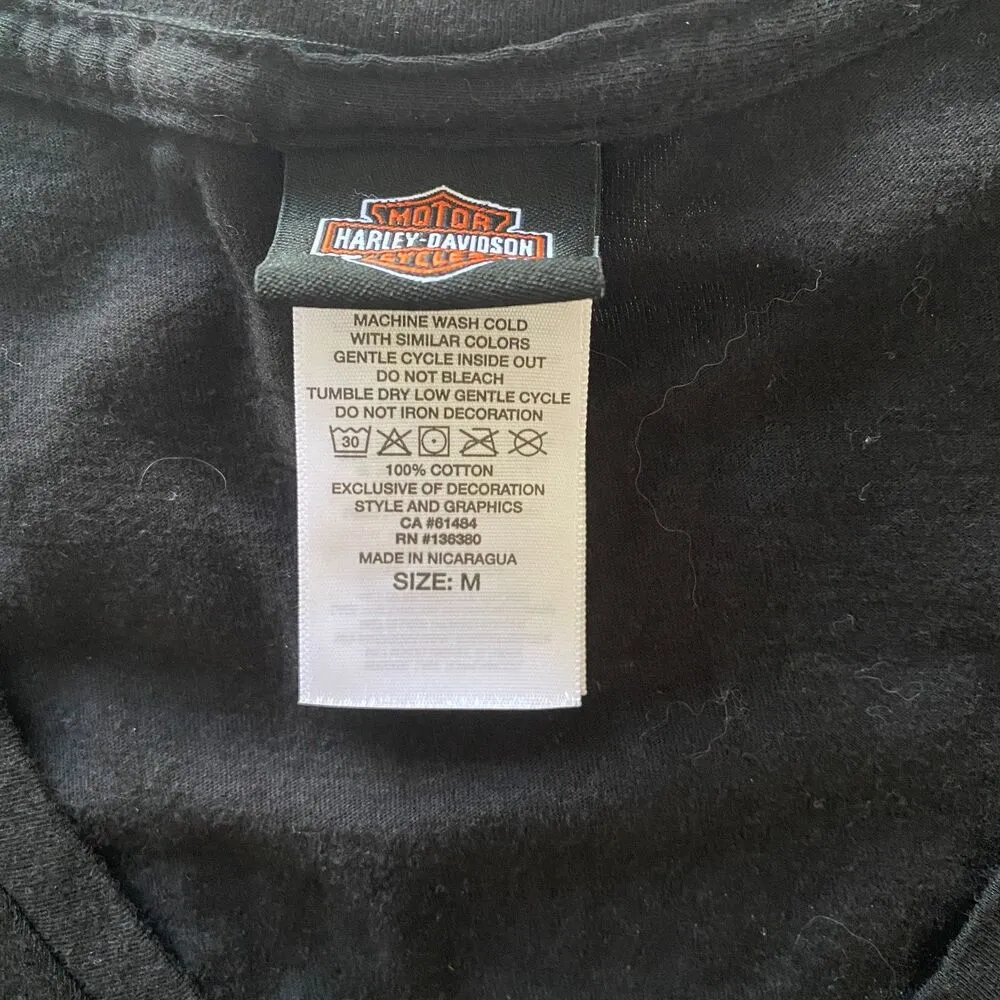 MOTOR
HARLEY-DAVIDSON
CYCLES
MACHINE WASH COLD
WITH SIMILAR COLORS
GENTLE CYCLE INSIDE OUT
DO NOT BLEACH
TUMBLE DRY LOW GENTLE CYCLE
DO NOT IRON DECORATION
30
100% COTTON
EXCLUSIVE OF DECORATION
STYLE AND GRAPHICS
CA #61484
RN #136380
MADE IN NICARAGUA
SIZE: M